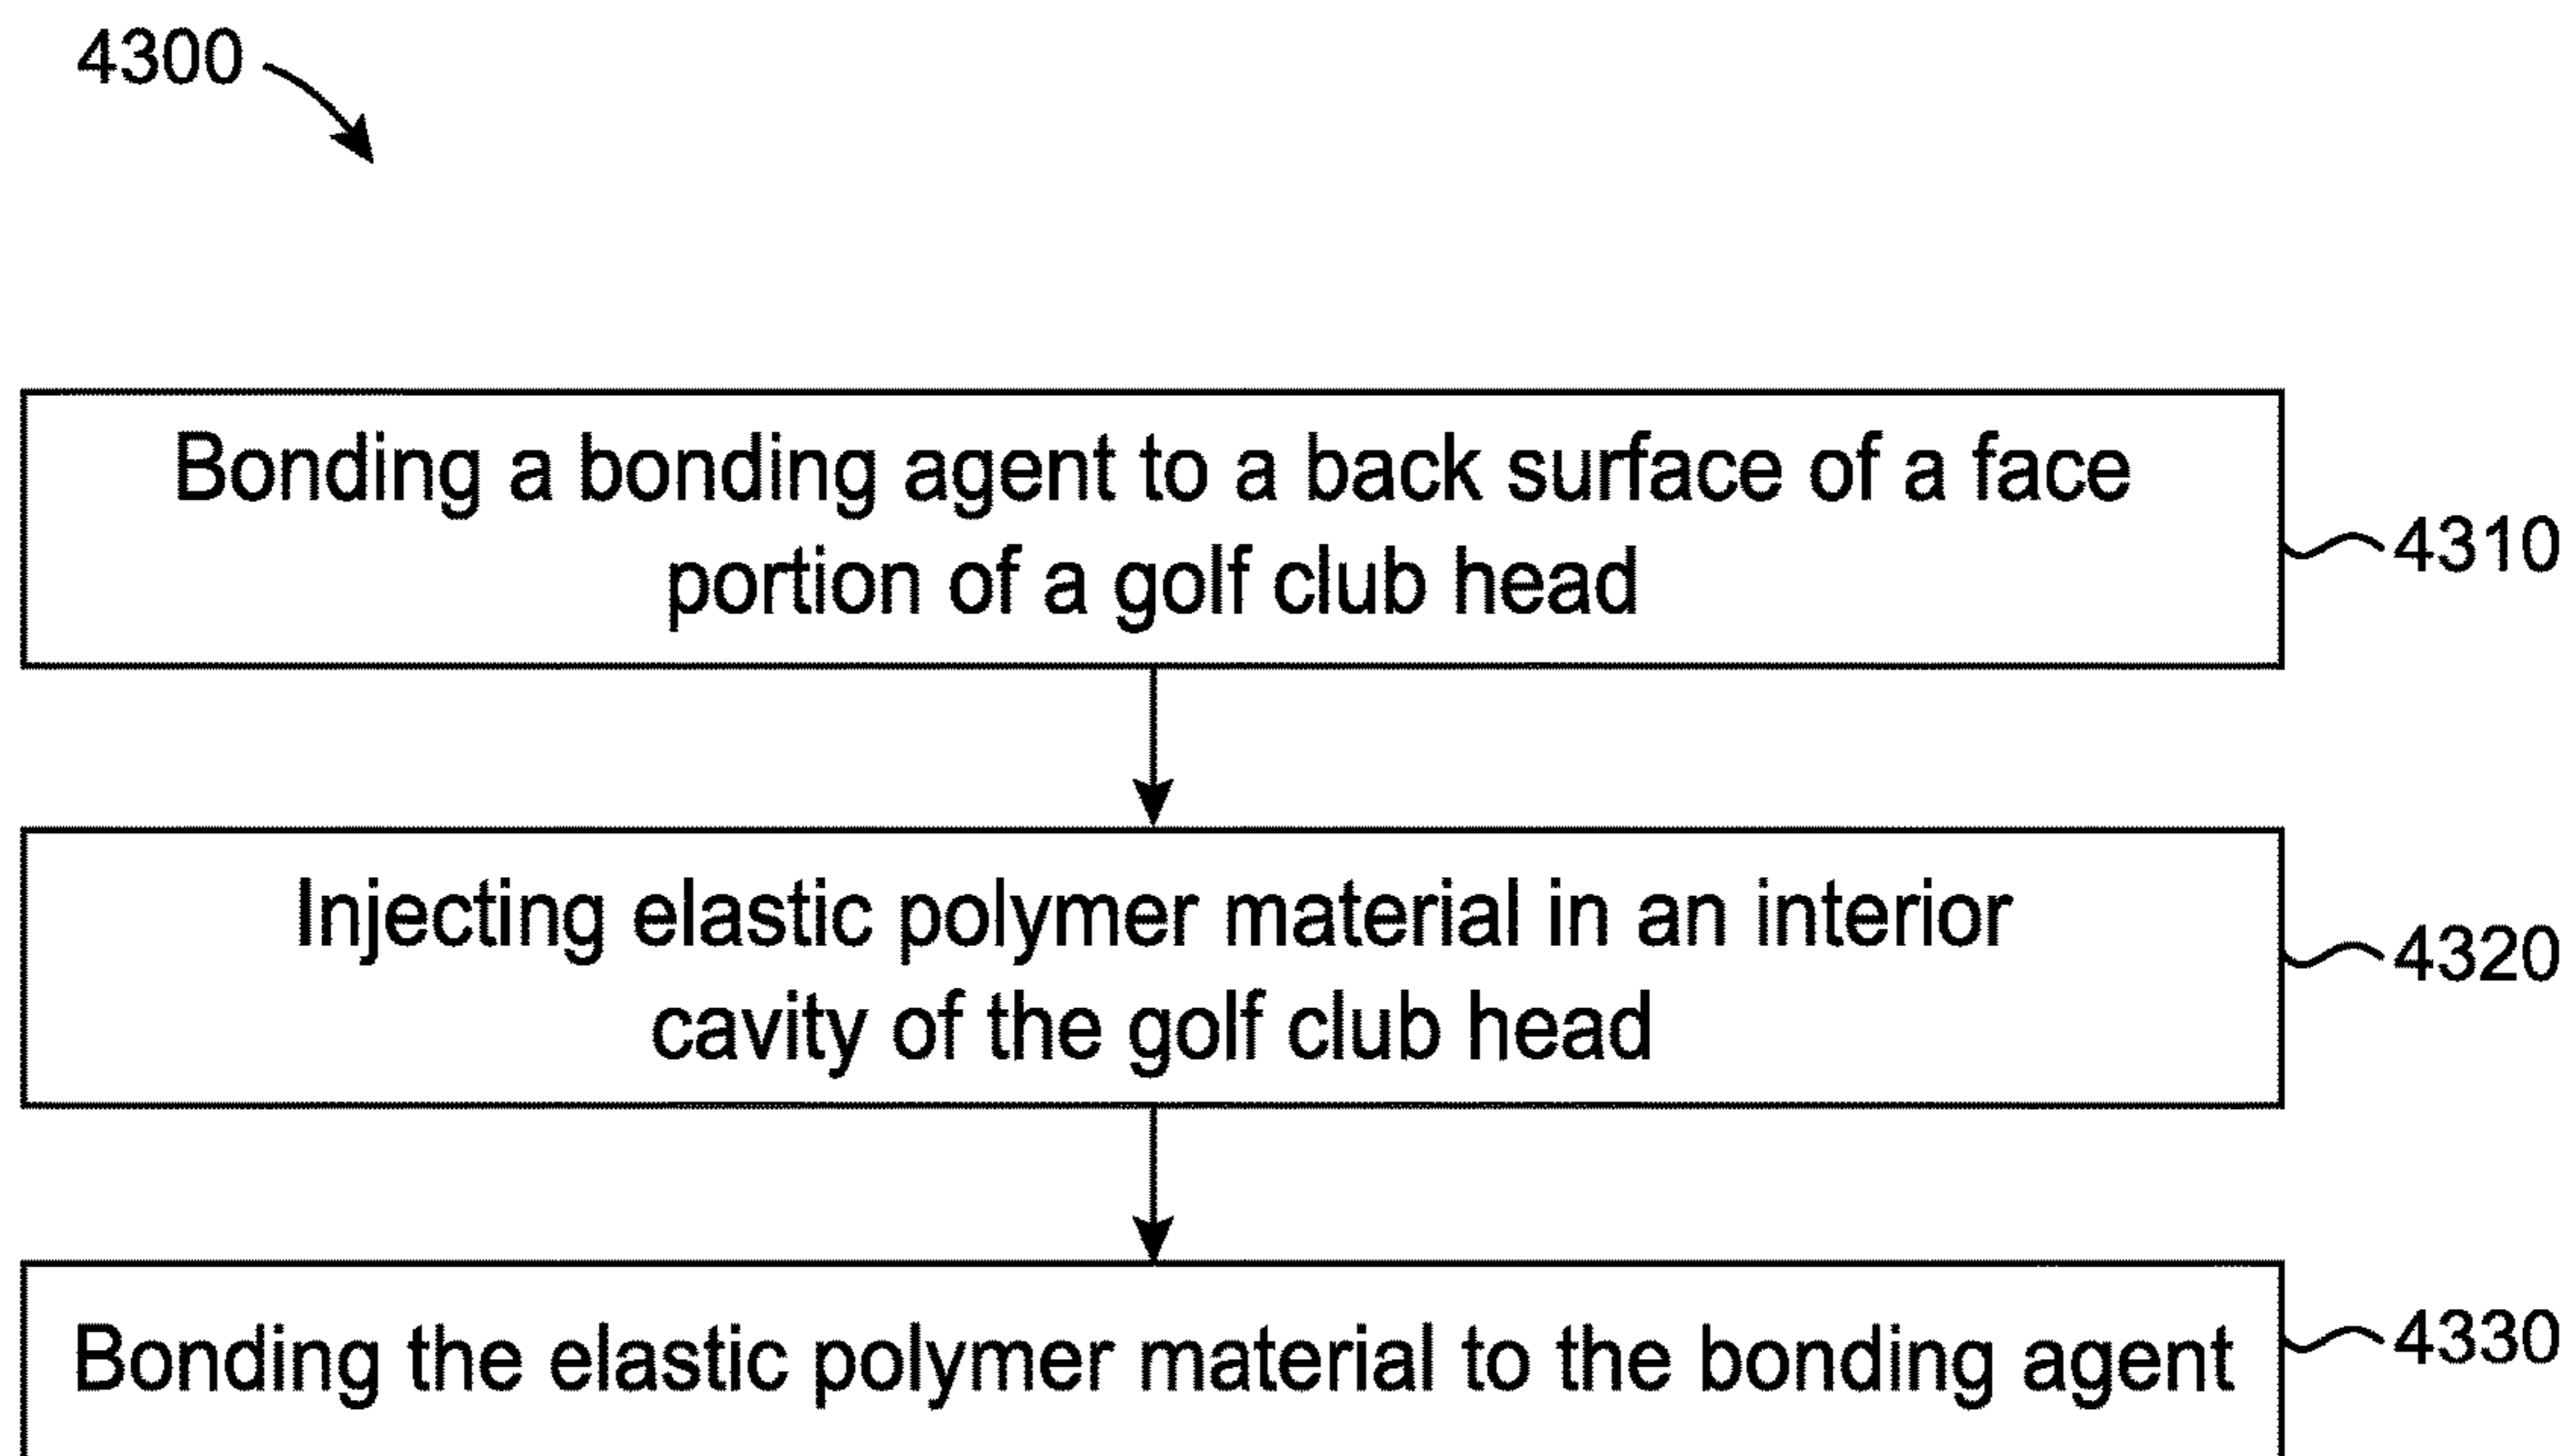 4300
Bonding a bonding agent to a back surface of a face
portion of a golf club head
4310
Injecting elastic polymer material in an interior
cavity of the golf club head
4320
Bonding the elastic polymer material to the bonding agent
4330